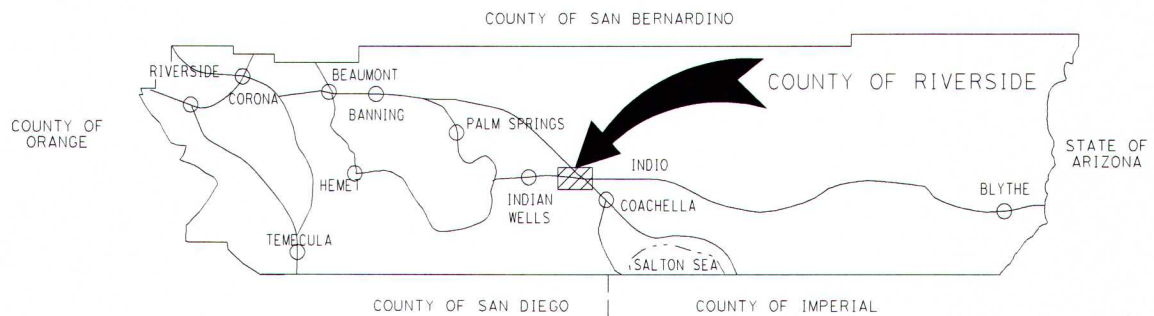 COUNTY OF SAN BERNARDINO
RIVERSIDE
BEAUMONT
COUNTY OF RIVERSIDE
CORONA
BANNING
PALM SPRINGS
COUNTY OF
ORANGE
STATE OF
ARIZONA
HEMET
INDIO
INDIAN
WELLS
COACHELLA
BLYTHE
TEMECULA
SALTON SEA
COUNTY OF SAN DIEGO
COUNTY OF IMPERIAL